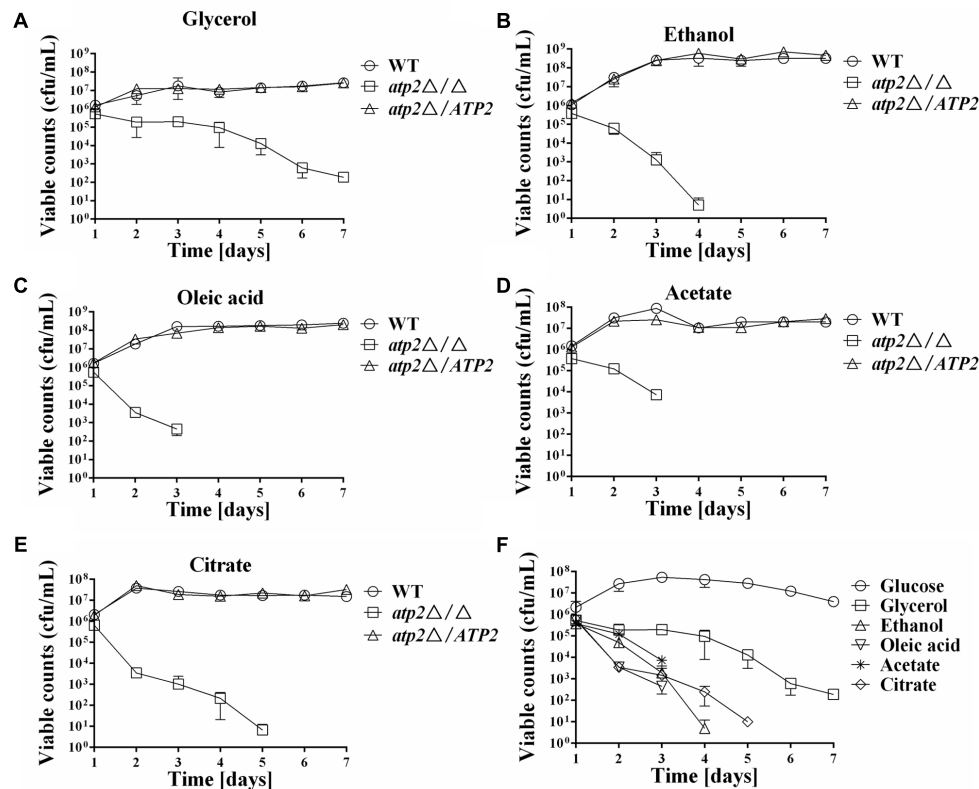 A
Glycerol
Viable counts (cfu/mL)
10⁹
10⁸
10⁷
10⁶
10⁵
10⁴
10³
10²
10¹
10⁰
1 2 3 4 5 6 7
Time [days]
WT
atp2△/△
atp2△/ATP2
B
Ethanol
Viable counts (cfu/mL)
10⁹
10⁸
10⁷
10⁶
10⁵
10⁴
10³
10²
10¹
10⁰
1 2 3 4 5 6 7
Time [days]
WT
atp2△/△
atp2△/ATP2
C
Oleic acid
Viable counts (cfu/mL)
10⁹
10⁸
10⁷
10⁶
10⁵
10⁴
10³
10²
10¹
10⁰
1 2 3 4 5 6 7
Time [days]
WT
atp2△/△
atp2△/ATP2
D
Acetate
Viable counts (cfu/mL)
10⁸
10⁷
10⁶
10⁵
10⁴
10³
10²
10¹
10⁰
1 2 3 4 5 6 7
Time [days]
WT
atp2△/△
atp2△/ATP2
E
Citrate
Viable counts (cfu/mL)
10⁸
10⁷
10⁶
10⁵
10⁴
10³
10²
10¹
10⁰
1 2 3 4 5 6 7
Time [days]
WT
atp2△/△
atp2△/ATP2
F
Viable counts (cfu/mL)
10⁸
10⁷
10⁶
10⁵
10⁴
10³
10²
10¹
10⁰
1 2 3 4 5 6 7
Time [days]
Glucose
Glycerol
Ethanol
Oleic acid
Acetate
Citrate